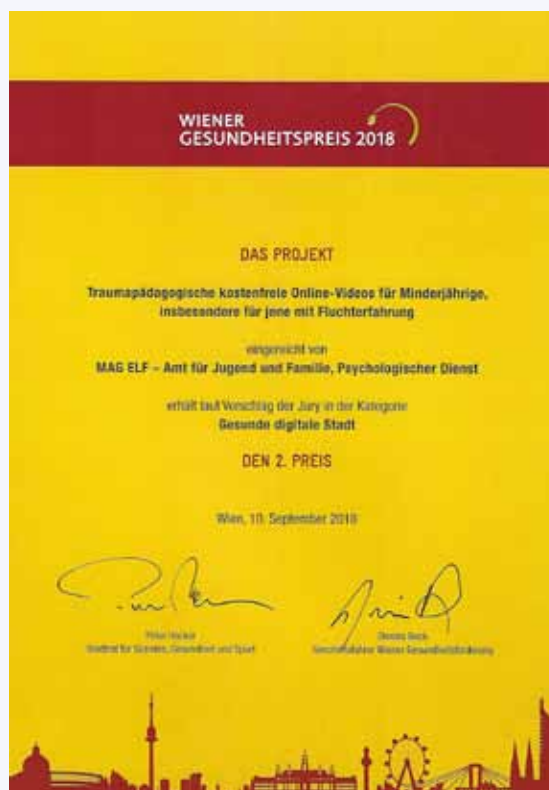 WIENER
GESUNDHEITSPREIS 2018
DAS PROJEKT
Traumapädagogische kostenfreie Online-Videos für Minderjährige,
insbesondere für jene mit Fluchterfahrung
eingereicht von
MAG ELF – Amt für Jugend und Familie, Psychologischer Dienst
erhält laut Vorschlag der Jury in der Kategorie
Gesunde digitale Stadt
DEN 2. PREIS
Wien, 10. September 2018
Peter Hacker
Stadtrat für Soziales, Gesundheit und Sport
Dennis Beck
Geschäftsführer Wiener Gesundheitsförderung